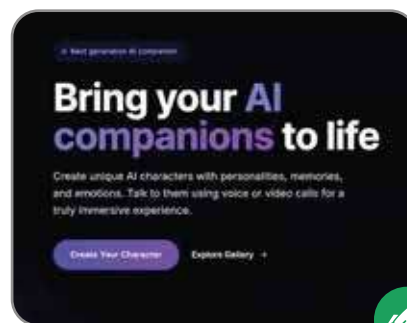 Next generation AI companion
Bring your AI
companions to life
Create unique AI characters with personalities, memories,
and emotions. Talk to them using voice or video calls for a
truly immersive experience.
Create Your Character
Explore Gallery →